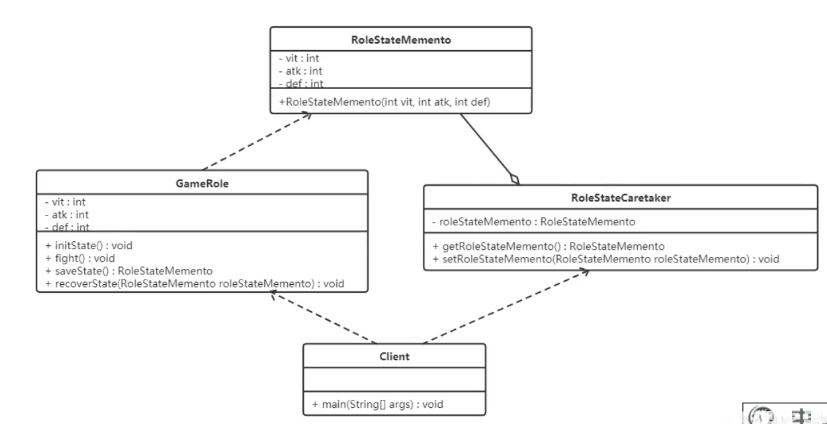 RoleStateMemento
- vit : int
- atk : int
- def : int
+RoleStateMemento(int vit, int atk, int def)
GameRole
- vit : int
- atk : int
- def : int
+ initState() : void
+ fight() : void
+ saveState() : RoleStateMemento
+ recoverState(RoleStateMemento roleStateMemento) : void
RoleStateCaretaker
- roleStateMemento : RoleStateMemento
+ getRoleStateMemento() : RoleStateMemento
+ setRoleStateMemento(RoleStateMemento roleStateMemento) : void
Client
+ main(String[] args) : void